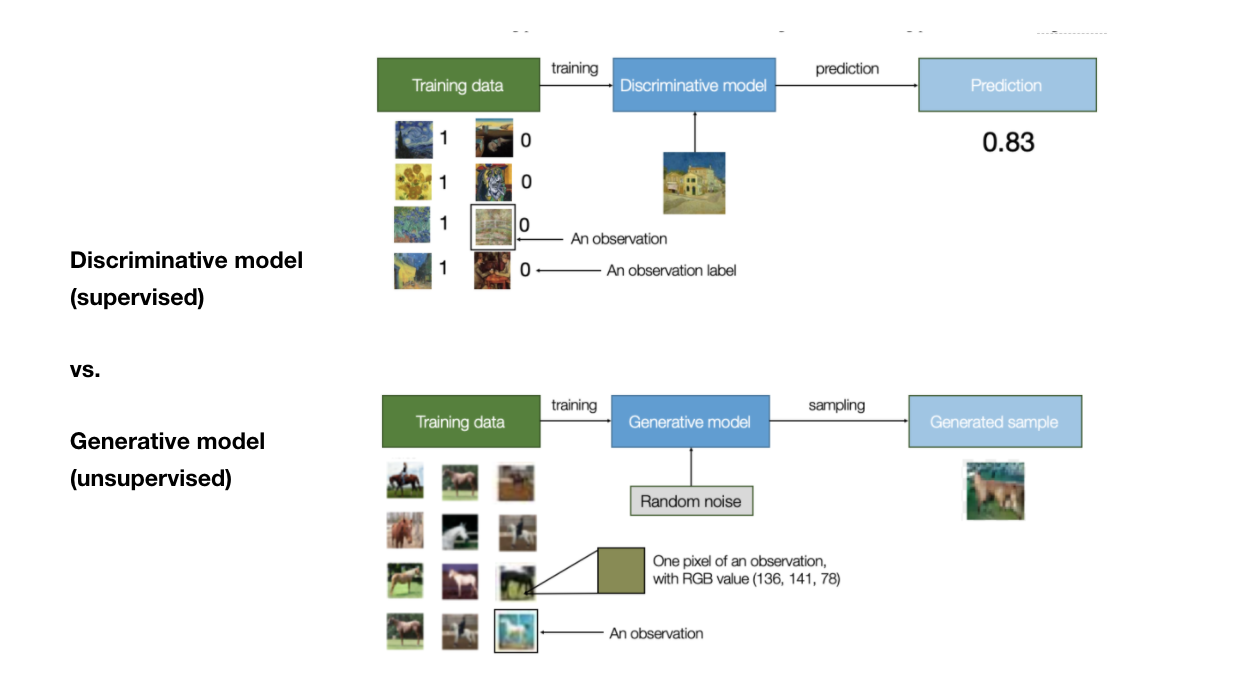 Training data
training
Discriminative model
prediction
Prediction
1
0
0.83
1
0
1
0
An observation
1
0
An observation label
Discriminative model
(supervised)
vs.
Generative model
(unsupervised)
Training data
training
Generative model
sampling
Generated sample
Random noise
One pixel of an observation,
with RGB value (136, 141, 78)
An observation